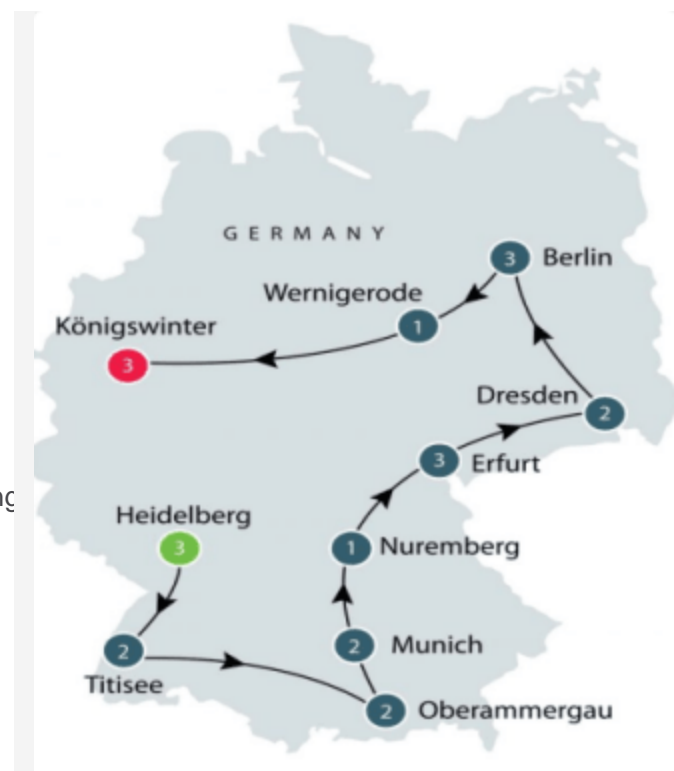 GERMANY
3 Berlin
Wernigerode
1
Königswinter
3
Dresden
2
3 Erfurt
ng
Heidelberg
3
1 Nuremberg
2 Munich
2
Titisee
2 Oberammergau